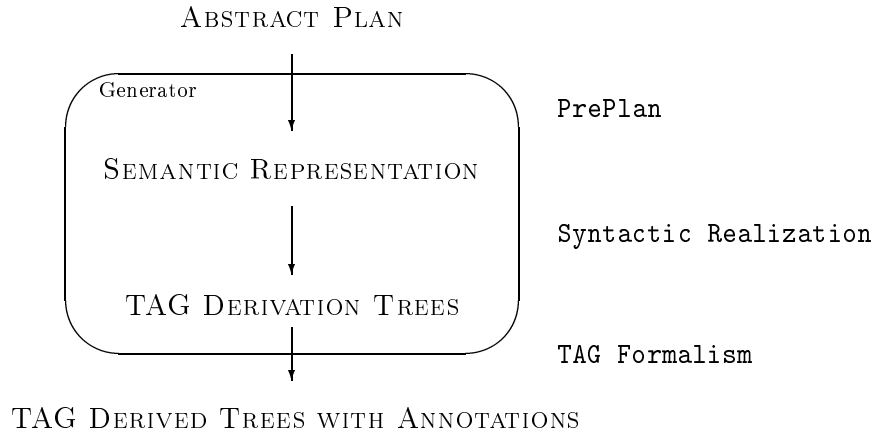 ABSTRACT PLAN
Generator
PrePlan
SEMANTIC REPRESENTATION
Syntactic Realization
TAG DERIVATION TREES
TAG Formalism
TAG DERIVED TREES WITH ANNOTATIONS